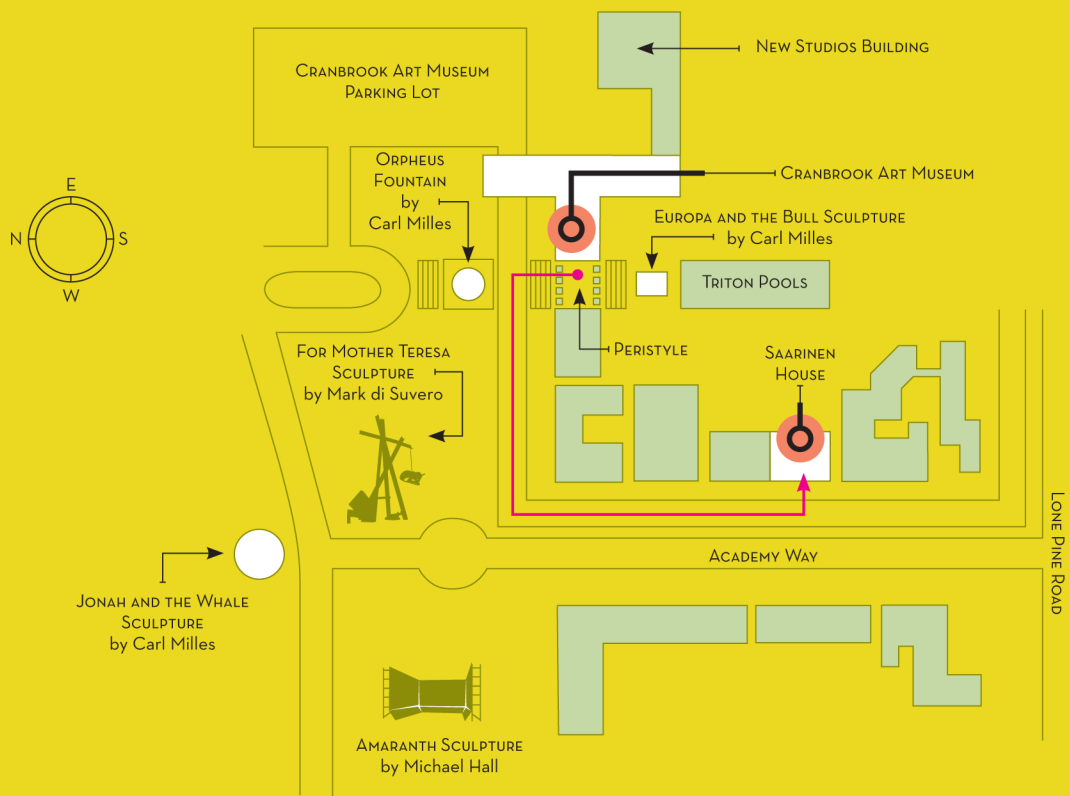 New Studios Building
Cranbrook Art Museum
Parking Lot
Orpheus
Fountain
by
Carl Milles
Cranbrook Art Museum
E
N
S
W
Europa and the Bull Sculpture
by Carl Milles
Triton Pools
For Mother Teresa
Sculpture
by Mark di Suvero
Peristyle
Saarinen
House
Lone Pine Road
Academy Way
Jonah and the Whale
Sculpture
by Carl Milles
Amaranth Sculpture
by Michael Hall